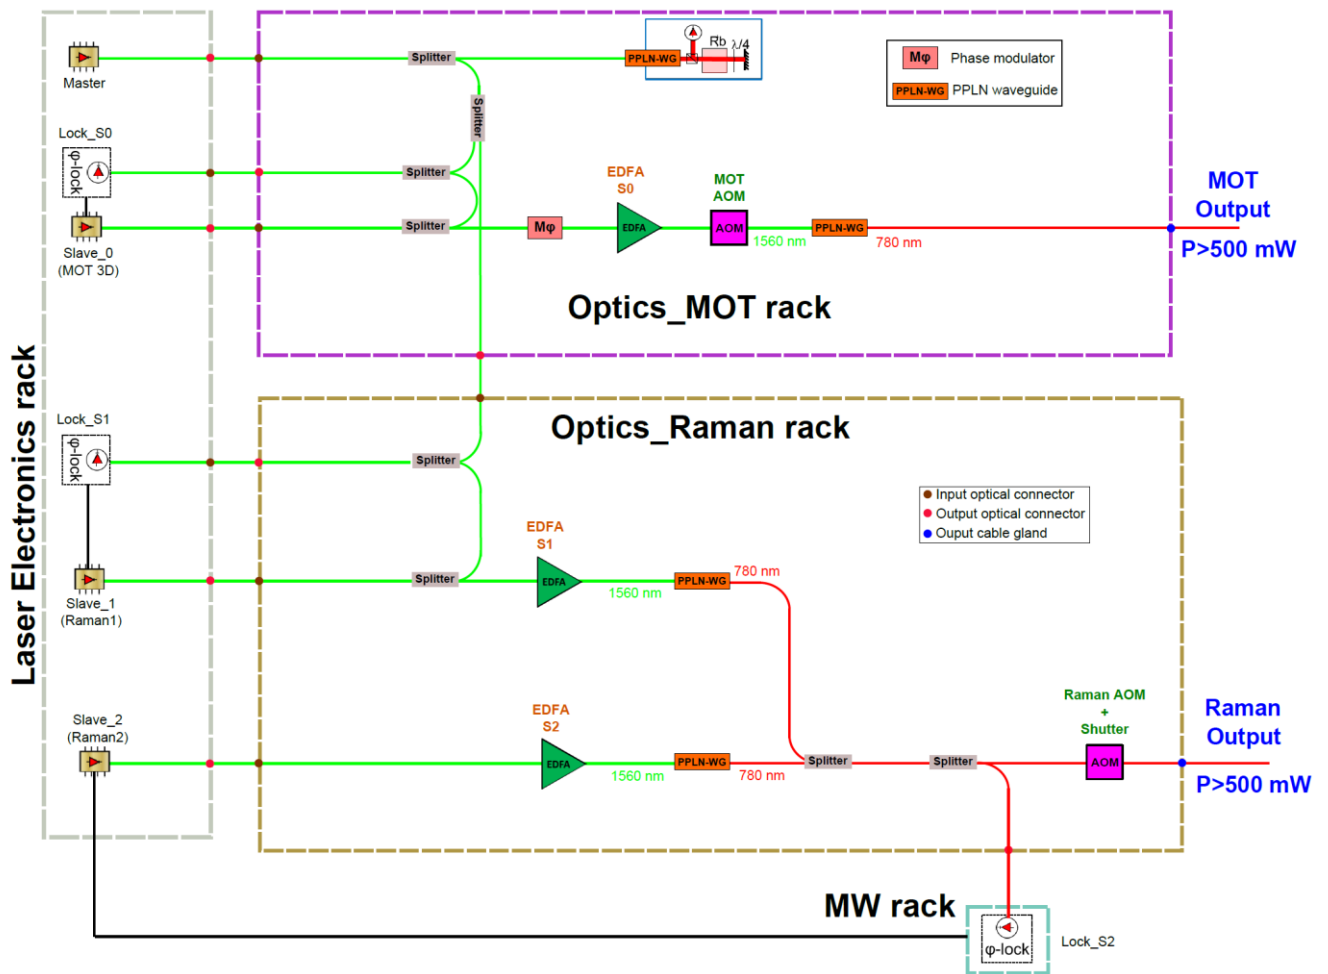 Master
Splitter
PPLN-WG
Rb
λ/4
Mφ
Phase modulator
PPLN-WG
PPLN waveguide
Splitter
Lock_S0
φ-lock
Splitter
EDFA
S0
MOT
AOM
MOT
Output
Slave_0
(MOT 3D)
Splitter
Mφ
EDFA
AOM
1560 nm
PPLN-WG
780 nm
P>500 mW
Optics_MOT rack
Laser Electronics rack
Optics_Raman rack
Lock_S1
φ-lock
Splitter
Input optical connector
Output optical connector
Ouput cable gland
EDFA
S1
Slave_1
(Raman1)
Splitter
EDFA
1560 nm
PPLN-WG
780 nm
Slave_2
(Raman2)
EDFA
S2
EDFA
1560 nm
PPLN-WG
780 nm
Splitter
Splitter
Raman AOM
+
Shutter
AOM
Raman
Output
P>500 mW
MW rack
φ-lock
Lock_S2